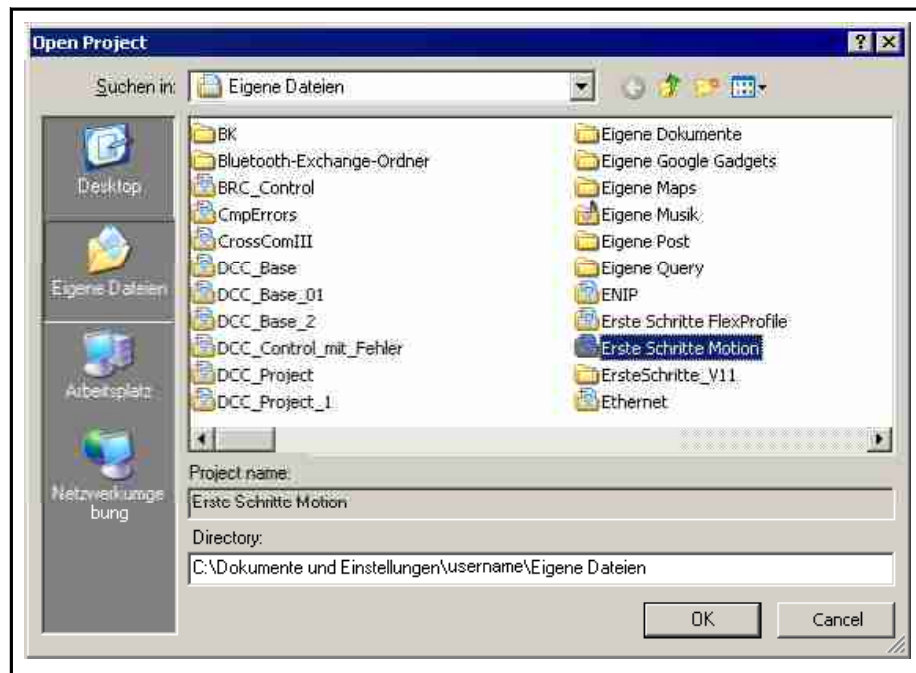 Open Project
Suchen in:
Eigene Dateien
Desktop
Eigene Dateien
Arbeitsplatz
Netzwerkumge
bung
BK
Bluetooth-Exchange-Ordner
BRC_Control
CmpErrors
CrossComIII
DCC_Base
DCC_Base_01
DCC_Base_2
DCC_Control_mit_Fehler
DCC_Project
DCC_Project_1
Eigene Dokumente
Eigene Google Gadgets
Eigene Maps
Eigene Musik
Eigene Post
Eigene Query
ENIP
Erste Schritte FlexProfile
Erste Schritte Motion
ErsteSchritte_V11
Ethernet
Project name:
Erste Schritte Motion
Directory:
C:\Dokumente und Einstellungen\username\Eigene Dateien
OK
Cancel